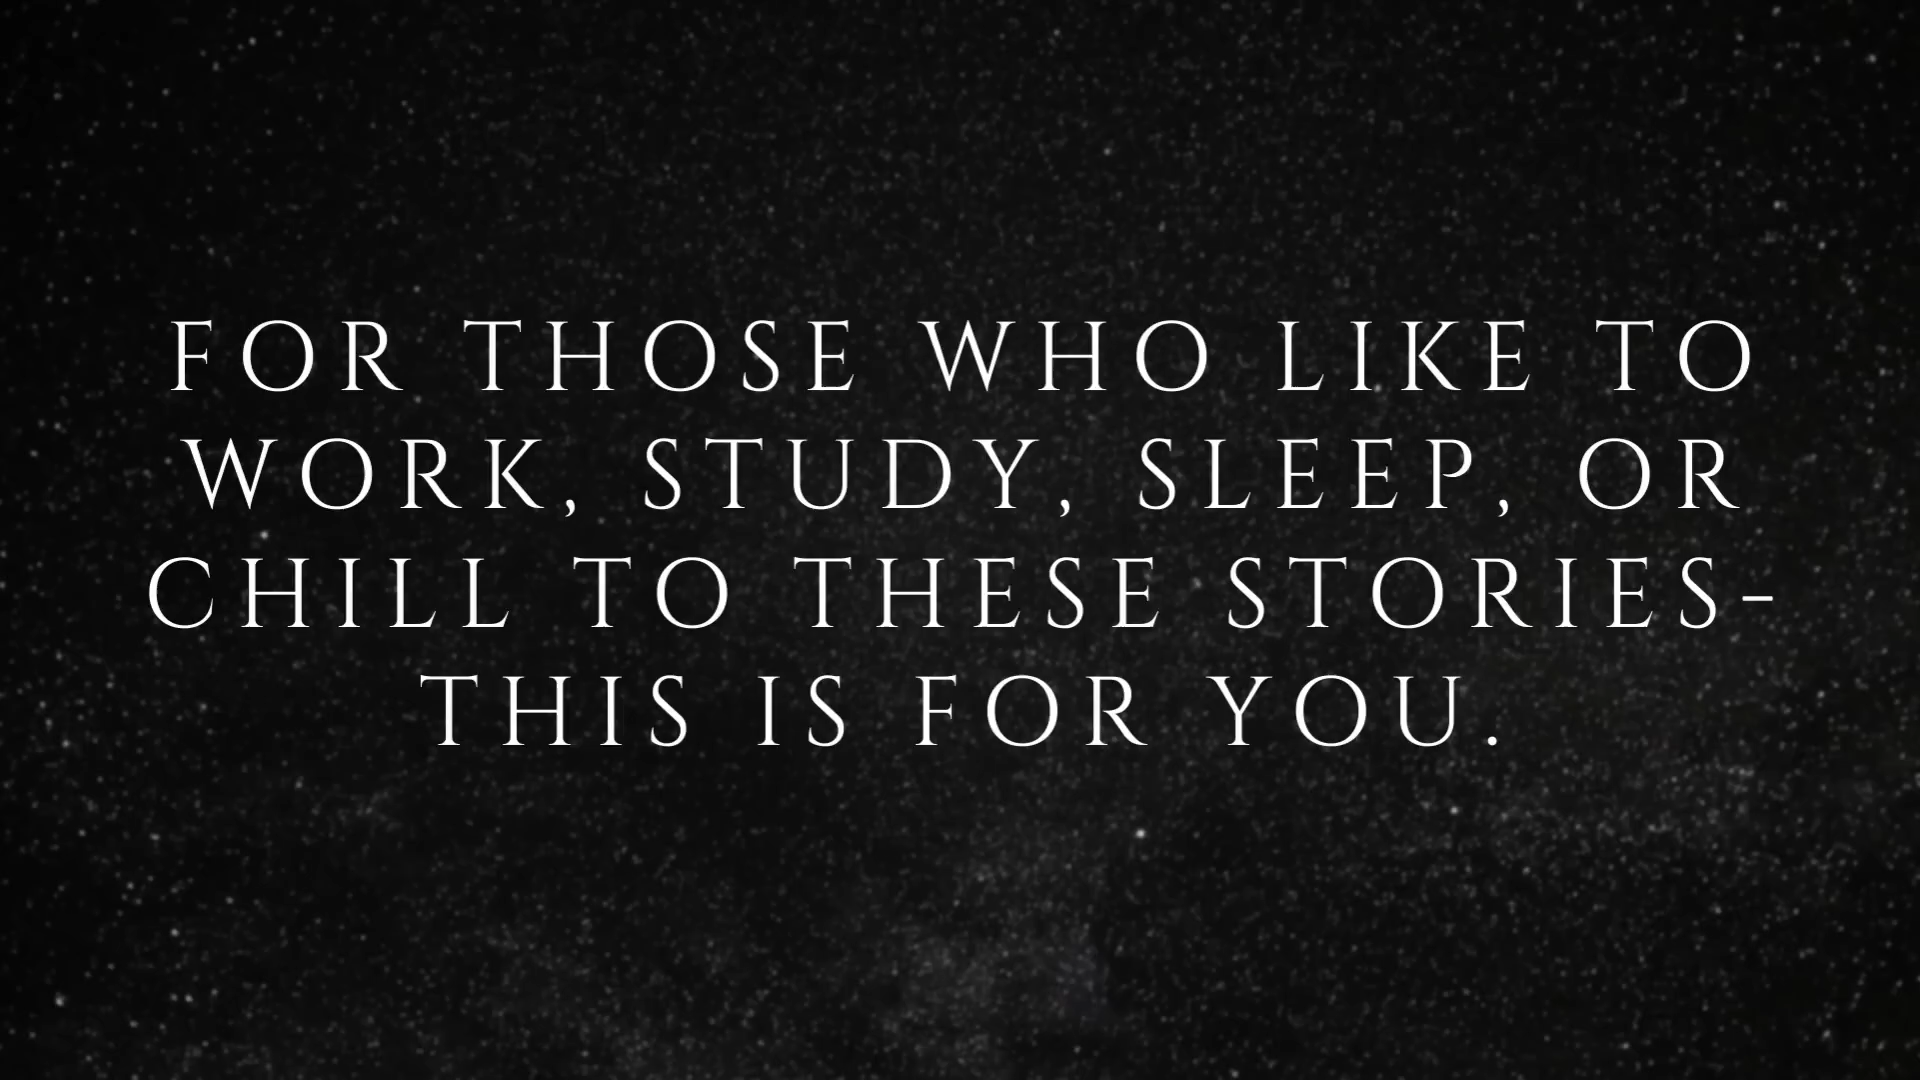 FOR THOSE WHO LIKE TO
WORK, STUDY, SLEEP, OR
CHILL TO THESE STORIES-
THIS IS FOR YOU.